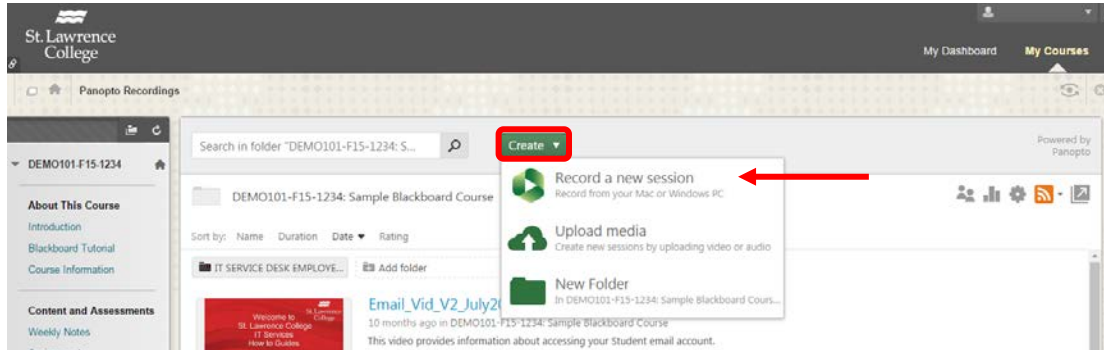 St. Lawrence
College
My Dashboard
My Courses
Panopto Recordings
Search in folder "DEMO101-F15-1234: S...
Create
Powered by
Panopto
DEMO101-F15-1234
Record a new session
Record from your Mac or Windows PC
DEMO101-F15-1234: Sample Blackboard Course
About This Course
Introduction
Blackboard Tutorial
Course Information
Upload media
Create new sessions by uploading video or audio
Sort by: Name Duration Date Rating
IT SERVICE DESK EMPLOYE...
Add folder
New Folder
In DEMO101-F15-1234: Sample Blackboard Cours...
Content and Assessments
Weekly Notes
Welcome to
St. Lawrence College
IT Services
How to Guides
Email_Vid_V2_July2
10 months ago in DEMO101-F15-1234: Sample Blackboard Course
This video provides information about accessing your Student email account.